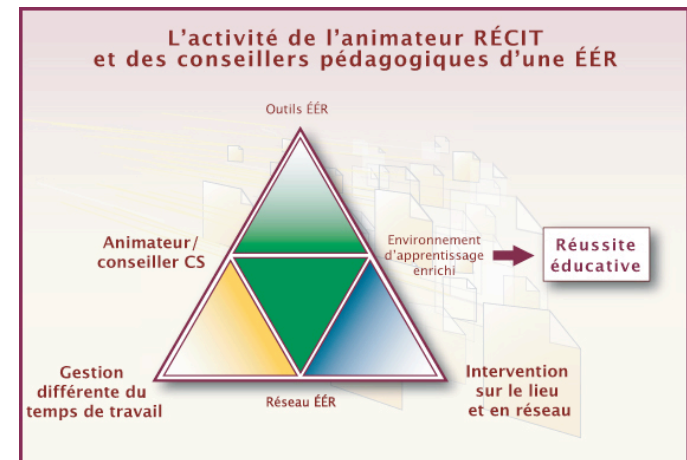 L'activité de l'animateur RÉCIT
et des conseillers pédagogiques d'une ÉÉR
Outils ÉÉR
Animateur/
conseiller CS
Environnement
d'apprentissage
enrichi
Réussite
éducative
Gestion
différente du
temps de travail
Réseau ÉÉR
Intervention
sur le lieu
et en réseau